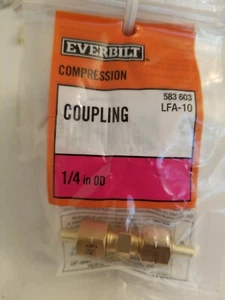 EVERBILT
COMPRESSION
583 603
COUPLING LFA-10
1/4 in OD